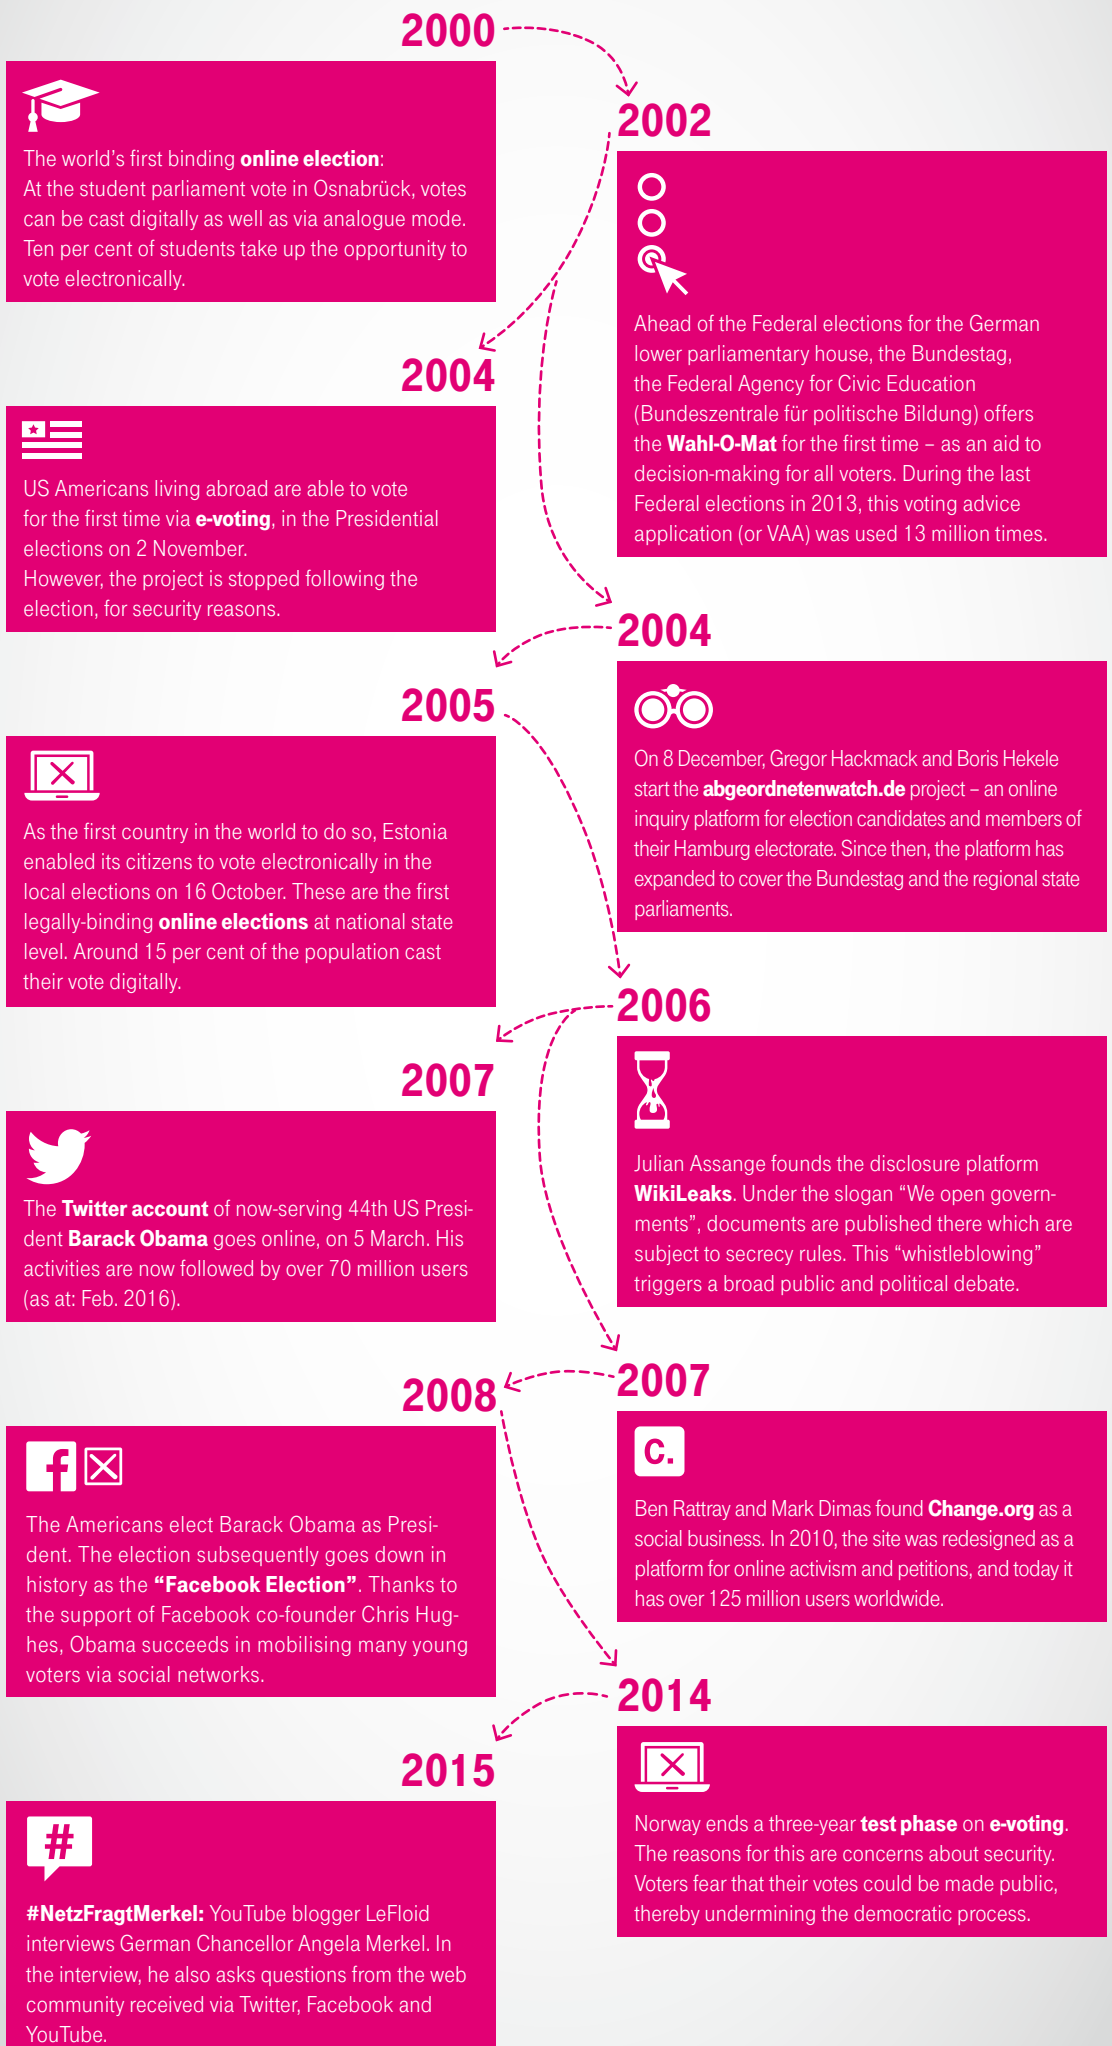 2000
The world's first binding online election:
At the student parliament vote in Osnabrück, votes
can be cast digitally as well as via analogue mode.
Ten per cent of students take up the opportunity to
vote electronically.
2002
Ahead of the Federal elections for the German
lower parliamentary house, the Bundestag,
the Federal Agency for Civic Education
(Bundeszentrale für politische Bildung) offers
the Wahl-O-Mat for the first time – as an aid to
decision-making for all voters. During the last
Federal elections in 2013, this voting advice
application (or VAA) was used 13 million times.
2004
US Americans living abroad are able to vote
for the first time via e-voting, in the Presidential
elections on 2 November.
However, the project is stopped following the
election, for security reasons.
2004
On 8 December, Gregor Hackmack and Boris Hekele
start the abgeordnetenwatch.de project – an online
inquiry platform for election candidates and members of
their Hamburg electorate. Since then, the platform has
expanded to cover the Bundestag and the regional state
parliaments.
2005
As the first country in the world to do so, Estonia
enabled its citizens to vote electronically in the
local elections on 16 October. These are the first
legally-binding online elections at national state
level. Around 15 per cent of the population cast
their vote digitally.
2006
Julian Assange founds the disclosure platform
WikiLeaks. Under the slogan “We open govern-
ments”, documents are published there which are
subject to secrecy rules. This “whistleblowing”
triggers a broad public and political debate.
2007
The Twitter account of now-serving 44th US Presi-
dent Barack Obama goes online, on 5 March. His
activities are now followed by over 70 million users
(as at: Feb. 2016).
2007
C.
Ben Rattray and Mark Dimas found Change.org as a
social business. In 2010, the site was redesigned as a
platform for online activism and petitions, and today it
has over 125 million users worldwide.
2008
f
The Americans elect Barack Obama as Presi-
dent. The election subsequently goes down in
history as the “Facebook Election”. Thanks to
the support of Facebook co-founder Chris Hug-
hes, Obama succeeds in mobilising many young
voters via social networks.
2014
Norway ends a three-year test phase on e-voting.
The reasons for this are concerns about security.
Voters fear that their votes could be made public,
thereby undermining the democratic process.
2015
#
#NetzFragtMerkel: YouTube blogger LeFloid
interviews German Chancellor Angela Merkel. In
the interview, he also asks questions from the web
community received via Twitter, Facebook and
YouTube.